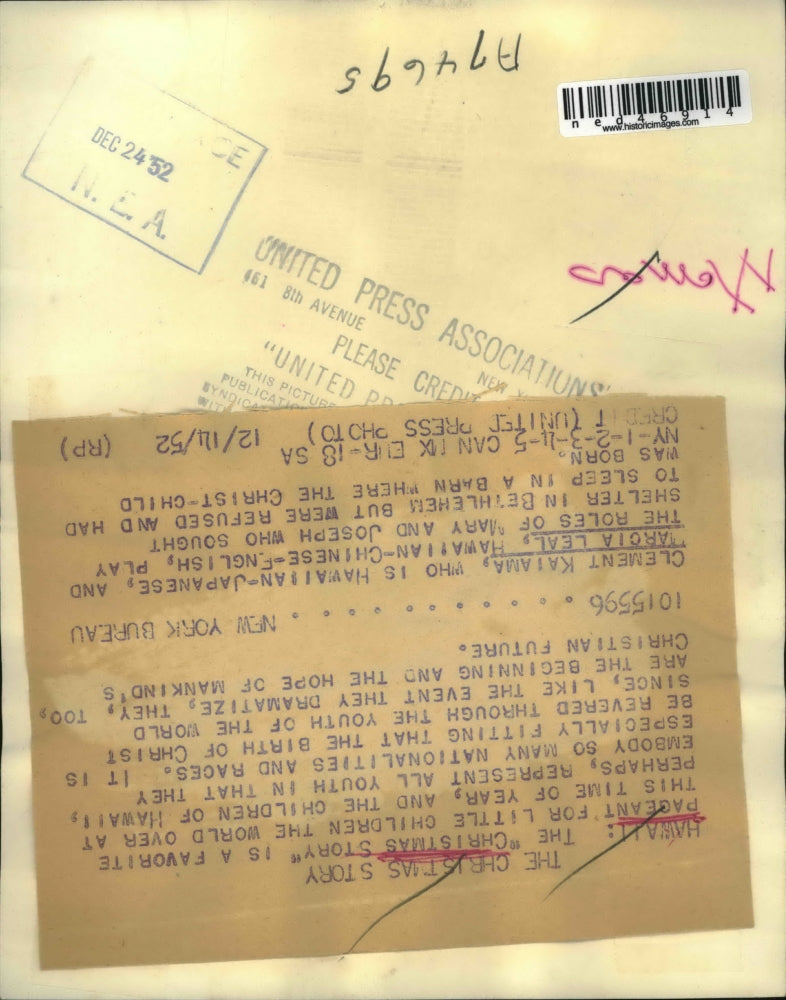 A74695
ned46914
www.historicimages.com
CE
DEC 24 '52
N. E. A.
Hawaii
UNITED PRESS ASSOCIATIONS
461 8th AVENUE
NEW
PLEASE CREDIT
"UNITED PR
THIS PICTURE
PUBLICATIO
SYNDICA
WIT
THE CHRISTMAS STORY
HAWAII: THE "CHRISTMAS STORY" IS A FAVORITE
PAGEANT FOR LITTLE CHILDREN THE WORLD OVER AT
THIS TIME OF YEAR, AND THE CHILDREN OF HAWAII,
PERHAPS, REPRESENT ALL YOUTH IN THAT THEY
EMBODY SO MANY NATIONALITIES AND RACES. IT IS
ESPECIALLY FITTING THAT THE BIRTH OF CHRIST
BE REVERED THROUGH THE YOUTH OF THE WORLD
SINCE, LIKE THE EVENT THEY DRAMATIZE, THEY, TOO,
ARE THE BEGINNING AND THE HOPE OF MANKIND'S
CHRISTIAN FUTURE.
1015596 . . . . . . . . . . . . NEW YORK BUREAU
CLEMENT KAIAMA, WHO IS HAWAIIAN-JAPANESE, AND
MARCIA LEAL, HAWAIIAN-CHINESE-ENGLISH, PLAY
THE ROLES OF MARY AND JOSEPH WHO SOUGHT
SHELTER IN BETHLEHEM BUT WERE REFUSED AND HAD
TO SLEEP IN A BARN WHERE THE CHRIST-CHILD
WAS BORN.
NY-1-2-3-4-5 CAN MX EUR-18 SA
CREDIT (UNITED PRESS PHOTO) 12/14/52 (RP)